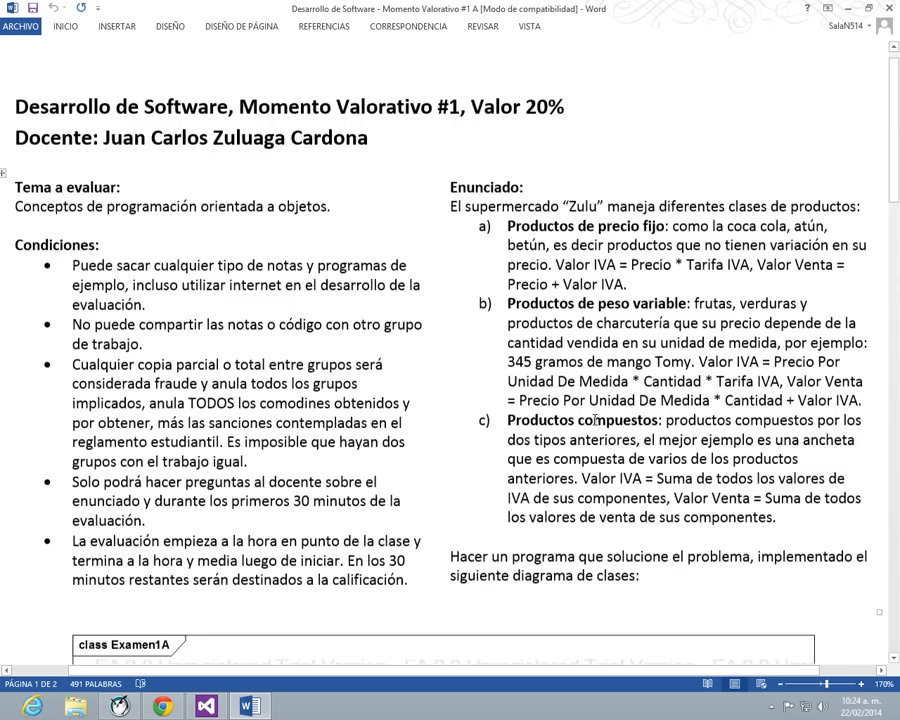 Desarrollo de Software - Momento Valorativo #1 A [Modo de compatibilidad] - Word
ARCHIVO INICIO INSERTAR DISEÑO DISEÑO DE PÁGINA REFERENCIAS CORRESPONDENCIA REVISAR VISTA SalaN514
Desarrollo de Software, Momento Valorativo #1, Valor 20%
Docente: Juan Carlos Zuluaga Cardona
Tema a evaluar:
Conceptos de programación orientada a objetos.
Condiciones:
• Puede sacar cualquier tipo de notas y programas de
ejemplo, incluso utilizar internet en el desarrollo de la
evaluación.
• No puede compartir las notas o código con otro grupo
de trabajo.
• Cualquier copia parcial o total entre grupos será
considerada fraude y anula todos los grupos
implicados, anula TODOS los comodines obtenidos y
por obtener, más las sanciones contempladas en el
reglamento estudiantil. Es imposible que hayan dos
grupos con el trabajo igual.
• Solo podrá hacer preguntas al docente sobre el
enunciado y durante los primeros 30 minutos de la
evaluación.
• La evaluación empieza a la hora en punto de la clase y
termina a la hora y media luego de iniciar. En los 30
minutos restantes serán destinados a la calificación.
Enunciado:
El supermercado “Zulu” maneja diferentes clases de productos:
a) Productos de precio fijo: como la coca cola, atún,
betún, es decir productos que no tienen variación en su
precio. Valor IVA = Precio * Tarifa IVA, Valor Venta =
Precio + Valor IVA.
b) Productos de peso variable: frutas, verduras y
productos de charcutería que su precio depende de la
cantidad vendida en su unidad de medida, por ejemplo:
345 gramos de mango Tomy. Valor IVA = Precio Por
Unidad De Medida * Cantidad * Tarifa IVA, Valor Venta
= Precio Por Unidad De Medida * Cantidad + Valor IVA.
c) Productos compuestos: productos compuestos por los
dos tipos anteriores, el mejor ejemplo es una ancheta
que es compuesta de varios de los productos
anteriores. Valor IVA = Suma de todos los valores de
IVA de sus componentes, Valor Venta = Suma de todos
los valores de venta de sus componentes.
Hacer un programa que solucione el problema, implementado el
siguiente diagrama de clases:
class Examen1A
PÁGINA 1 DE 2 491 PALABRAS 170%
10:24 a. m.
22/02/2014